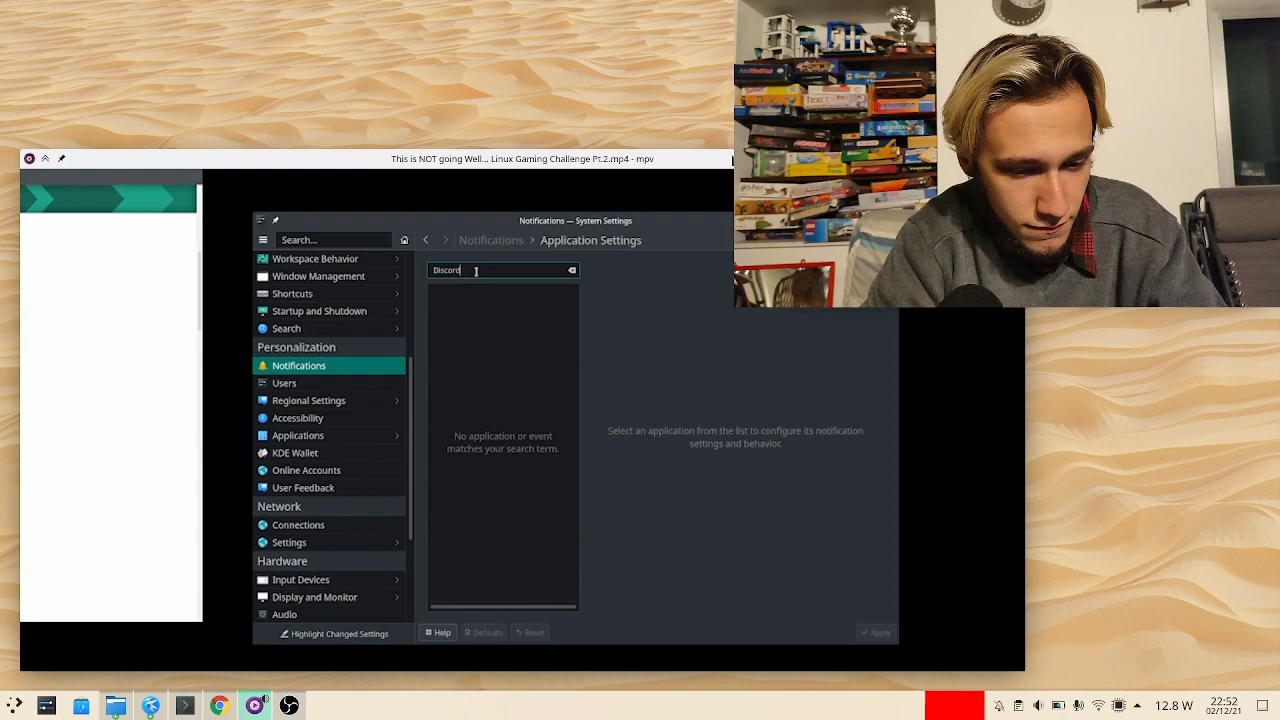 This is NOT going Well... Linux Gaming Challenge Pt.2.mp4 - mpv
Notifications — System Settings
Search...
Notifications > Application Settings
Workspace Behavior
Window Management
Shortcuts
Startup and Shutdown
Search
Personalization
Notifications
Users
Regional Settings
Accessibility
Applications
KDE Wallet
Online Accounts
User Feedback
Network
Connections
Settings
Hardware
Input Devices
Display and Monitor
Audio
Highlight Changed Settings
Discord
No application or event
matches your search term.
Select an application from the list to configure its notification
settings and behavior.
Help
Defaults
Reset
Apply
MONOPOLY
12.8 W
22:52
02/12/21